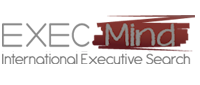 EXEC Mind
International Executive Search